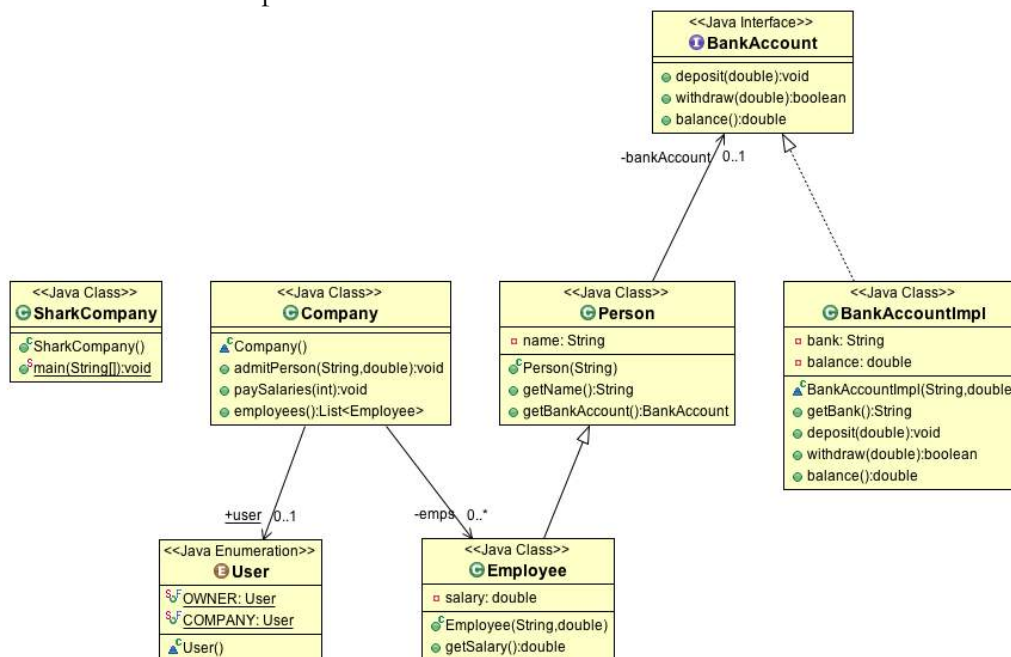 <<Java Interface>>
BankAccount
deposit(double):void
withdraw(double):boolean
balance():double
-bankAccount 0..1
<<Java Class>>
SharkCompany
SharkCompany()
main(String[]):void
<<Java Class>>
Company
Company()
admitPerson(String,double):void
paySalaries(int):void
employees():List<Employee>
<<Java Class>>
Person
name: String
Person(String)
getName():String
getBankAccount():BankAccount
<<Java Class>>
BankAccountImpl
bank: String
balance: double
BankAccountImpl(String,double
getBank():String
deposit(double):void
withdraw(double):boolean
balance():double
+user 0..1
-emps 0..*
<<Java Enumeration>>
User
OWNER: User
COMPANY: User
User()
<<Java Class>>
Employee
salary: double
Employee(String,double)
getSalary():double